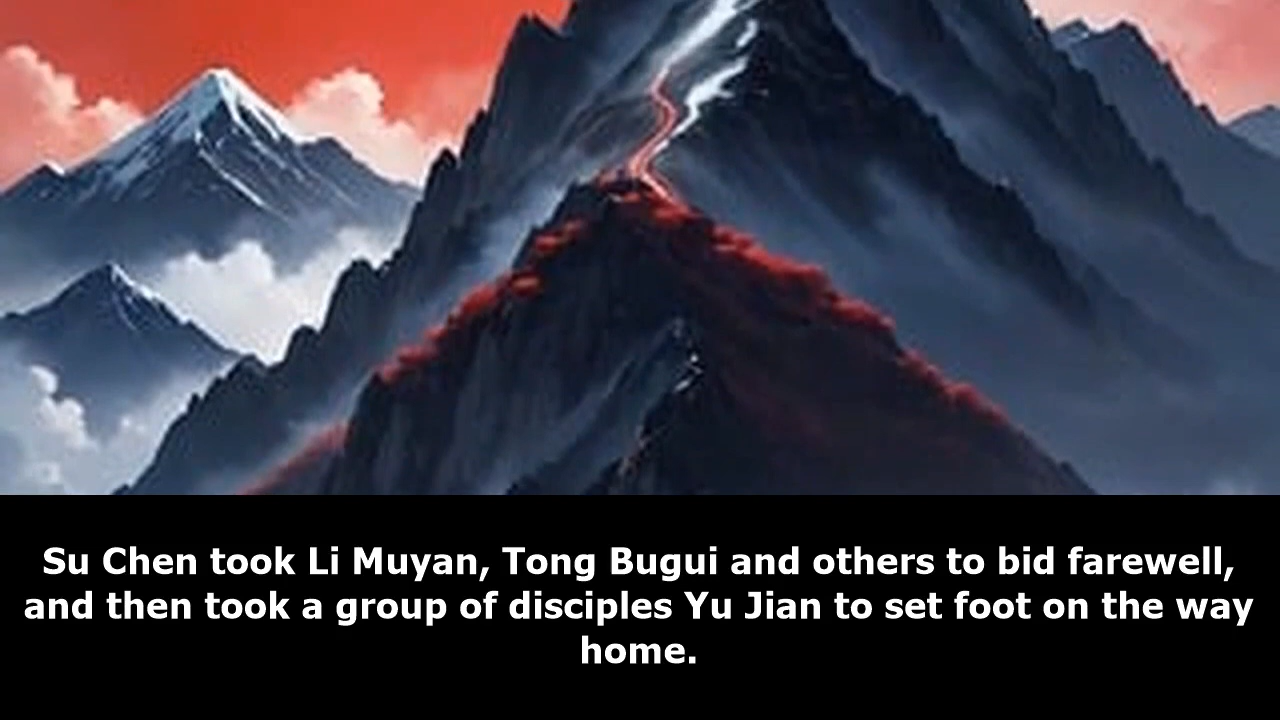 Su Chen took Li Muyan, Tong Bugui and others to bid farewell,
and then took a group of disciples Yu Jian to set foot on the way
home.